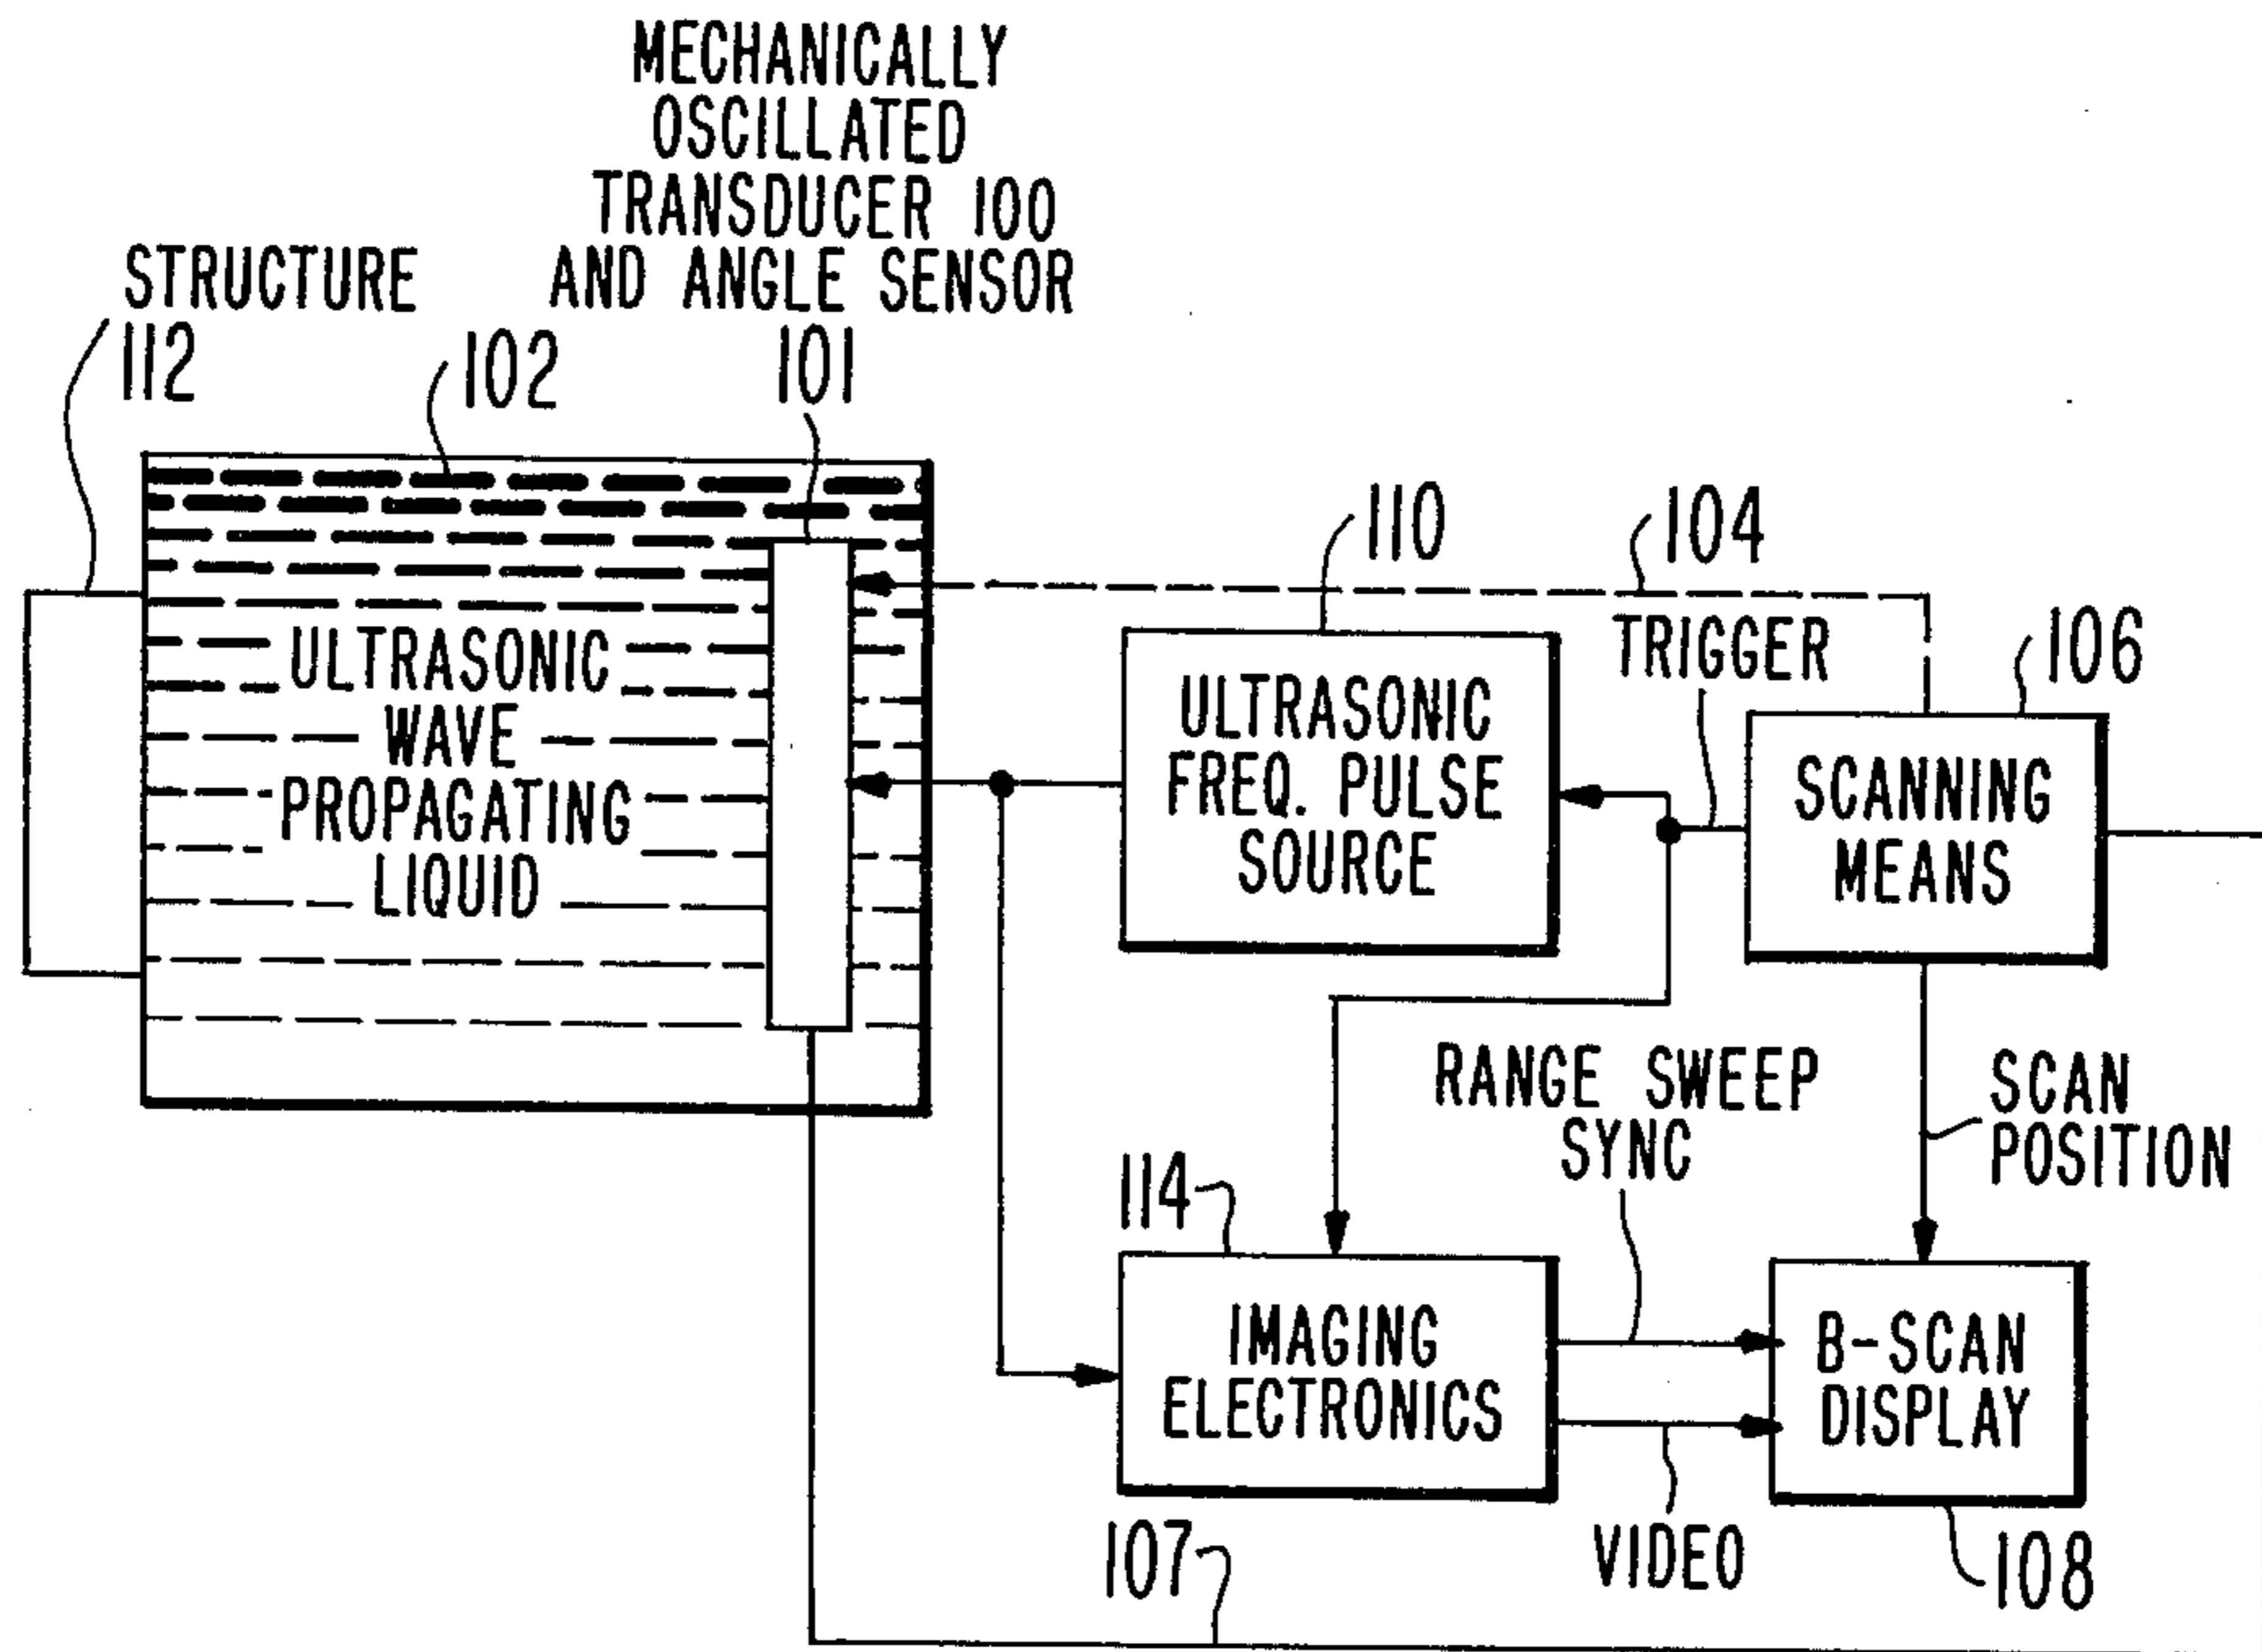 MECHANICALLY
OSCILLATED
TRANSDUCER 100
AND ANGLE SENSOR
101
STRUCTURE
112
102
110
104
TRIGGER
106
ULTRASONIC
WAVE
PROPAGATING
LIQUID
ULTRASONIC
FREQ. PULSE
SOURCE
SCANNING
MEANS
RANGE SWEEP
SYNC
SCAN
POSITION
114
IMAGING
ELECTRONICS
B-SCAN
DISPLAY
VIDEO
107
108